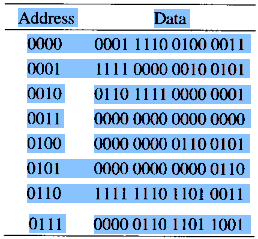 Address Data
0000 0001 1110 0100 0011
0001 1111 0000 0010 0101
0010 0110 1111 0000 0001
0011 0000 0000 0000 0000
0100 0000 0000 0110 0101
0101 0000 0000 0000 0110
0110 1111 1110 1101 0011
0111 0000 0110 1101 1001